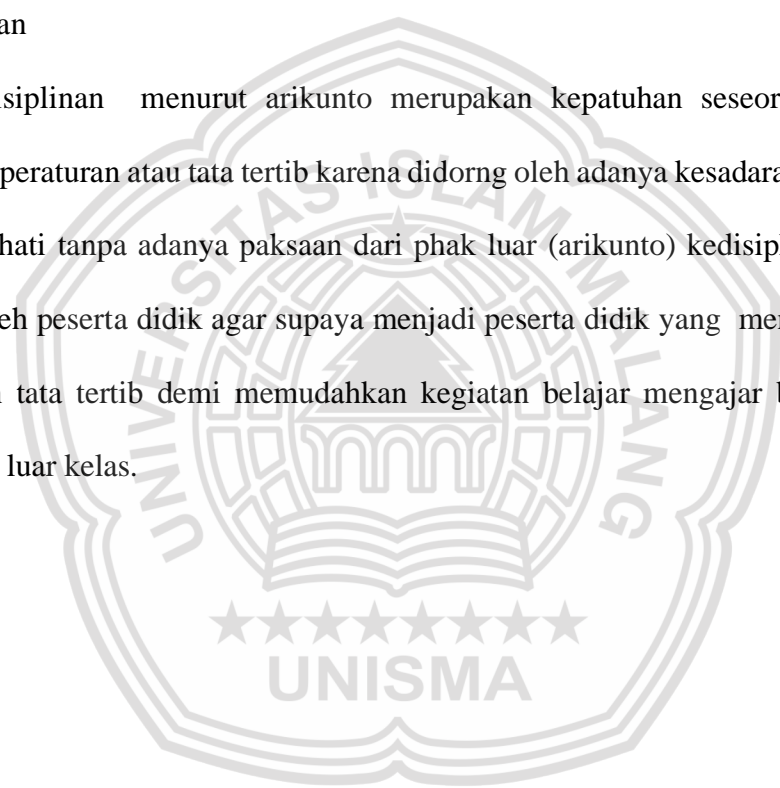 an
siplinan menurut arikunto merupakan kepatuhan seseor
peraturan atau tata tertib karena didorng oleh adanya kesadara
hati tanpa adanya paksaan dari phak luar (arikunto) kedisipl
eh peserta didik agar supaya menjadi peserta didik yang me
tata tertib demi memudahkan kegiatan belajar mengajar b
luar kelas.
UNIVERSITAS ISLAM MALANG
UNISMA